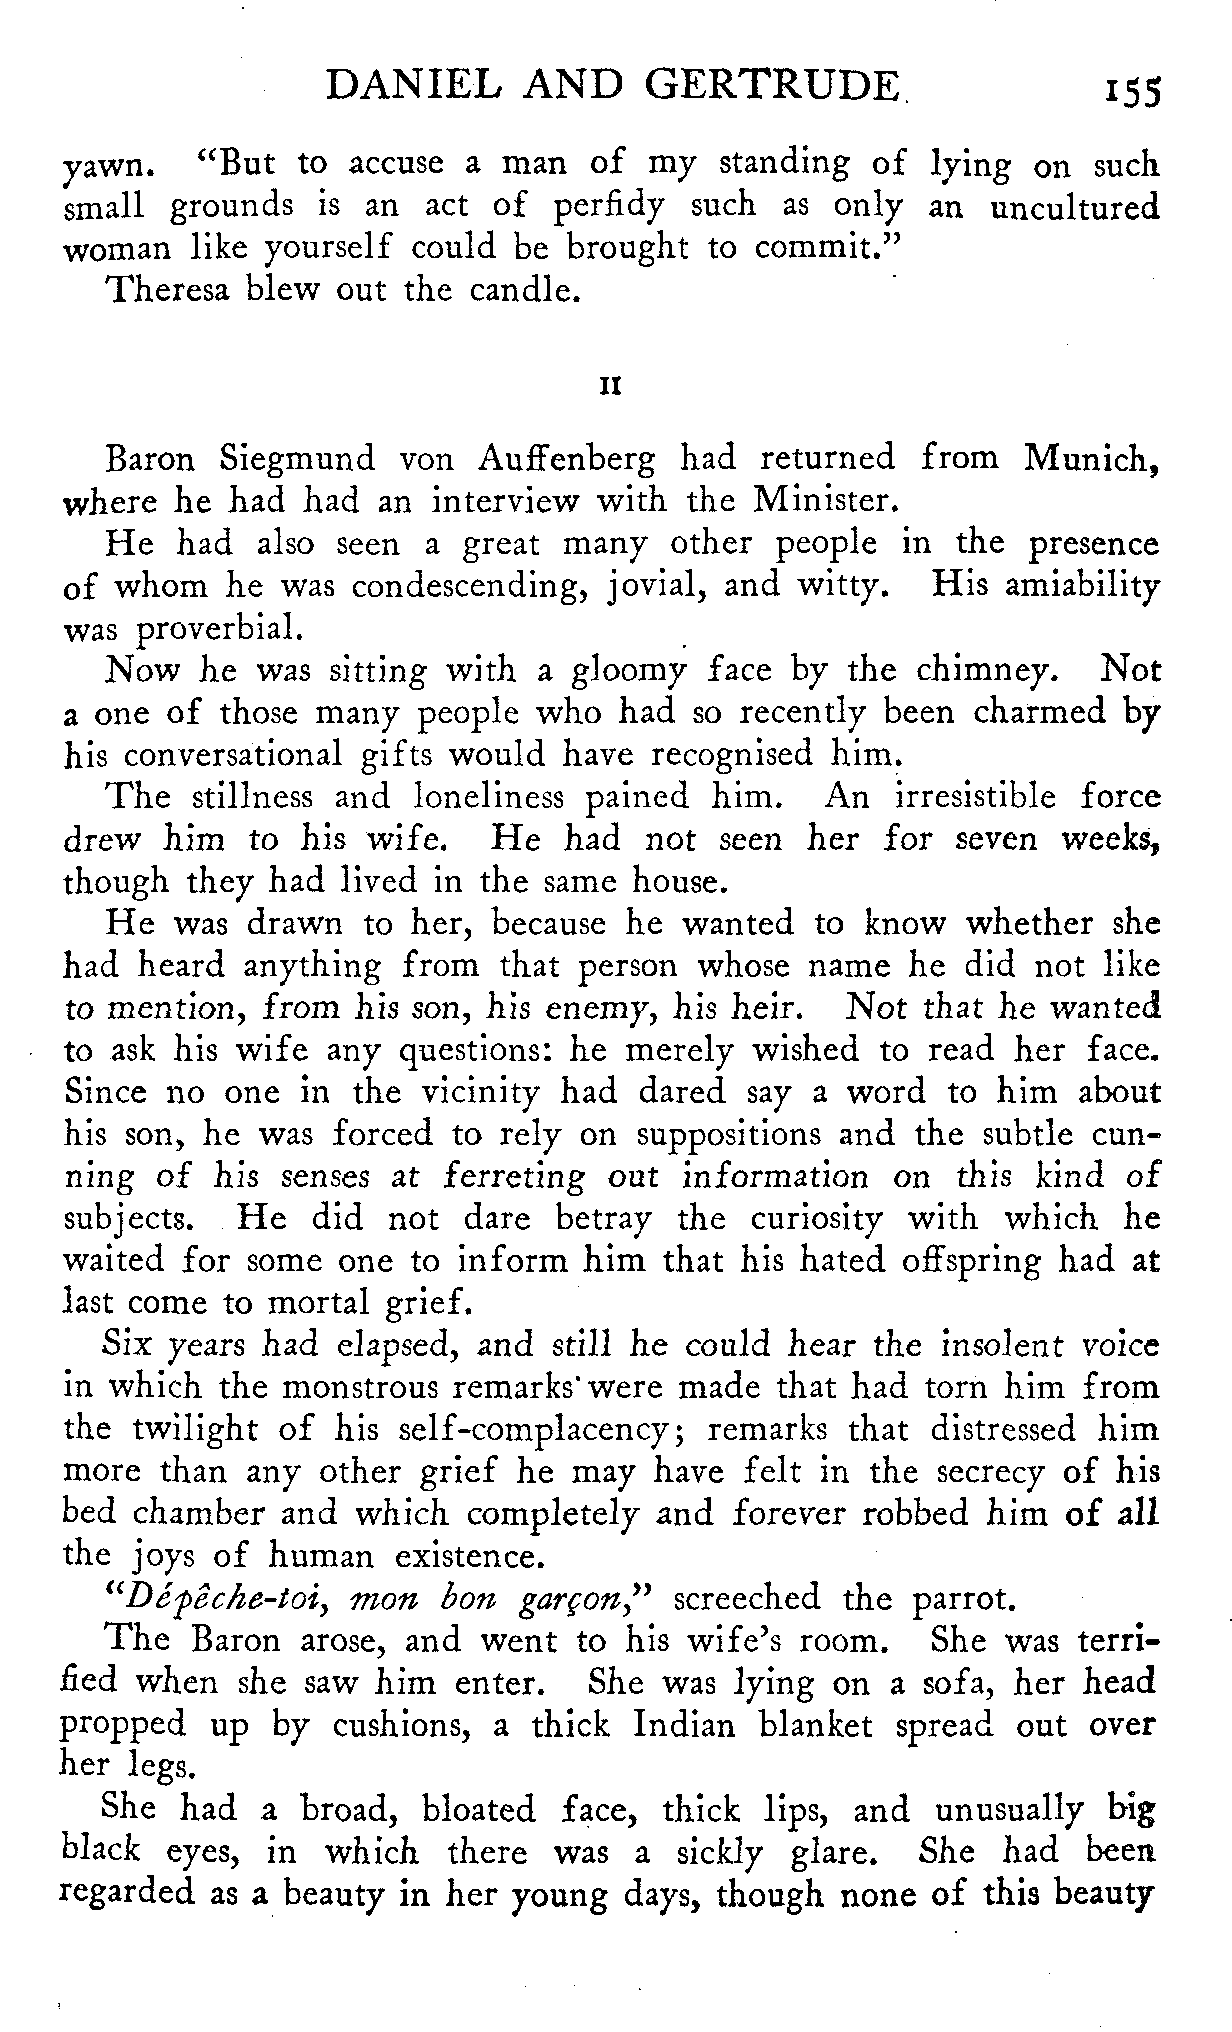 DANIEL AND GERTRUDE 155
yawn. “But to accuse a man of my standing of lying on such
small grounds is an act of perfidy such as only an uncultured
woman like yourself could be brought to commit.”
Theresa blew out the candle.
II
Baron Siegmund von Auffenberg had returned from Munich,
where he had had an interview with the Minister.
He had also seen a great many other people in the presence
of whom he was condescending, jovial, and witty. His amiability
was proverbial.
Now he was sitting with a gloomy face by the chimney. Not
a one of those many people who had so recently been charmed by
his conversational gifts would have recognised him.
The stillness and loneliness pained him. An irresistible force
drew him to his wife. He had not seen her for seven weeks,
though they had lived in the same house.
He was drawn to her, because he wanted to know whether she
had heard anything from that person whose name he did not like
to mention, from his son, his enemy, his heir. Not that he wanted
to ask his wife any questions: he merely wished to read her face.
Since no one in the vicinity had dared say a word to him about
his son, he was forced to rely on suppositions and the subtle cun-
ning of his senses at ferreting out information on this kind of
subjects. He did not dare betray the curiosity with which he
waited for some one to inform him that his hated offspring had at
last come to mortal grief.
Six years had elapsed, and still he could hear the insolent voice
in which the monstrous remarks were made that had torn him from
the twilight of his self-complacency; remarks that distressed him
more than any other grief he may have felt in the secrecy of his
bed chamber and which completely and forever robbed him of all
the joys of human existence.
“Dépêche-toi, mon bon garçon,” screeched the parrot.
The Baron arose, and went to his wife’s room. She was terri-
fied when she saw him enter. She was lying on a sofa, her head
propped up by cushions, a thick Indian blanket spread out over
her legs.
She had a broad, bloated face, thick lips, and unusually big
black eyes, in which there was a sickly glare. She had been
regarded as a beauty in her young days, though none of this beauty